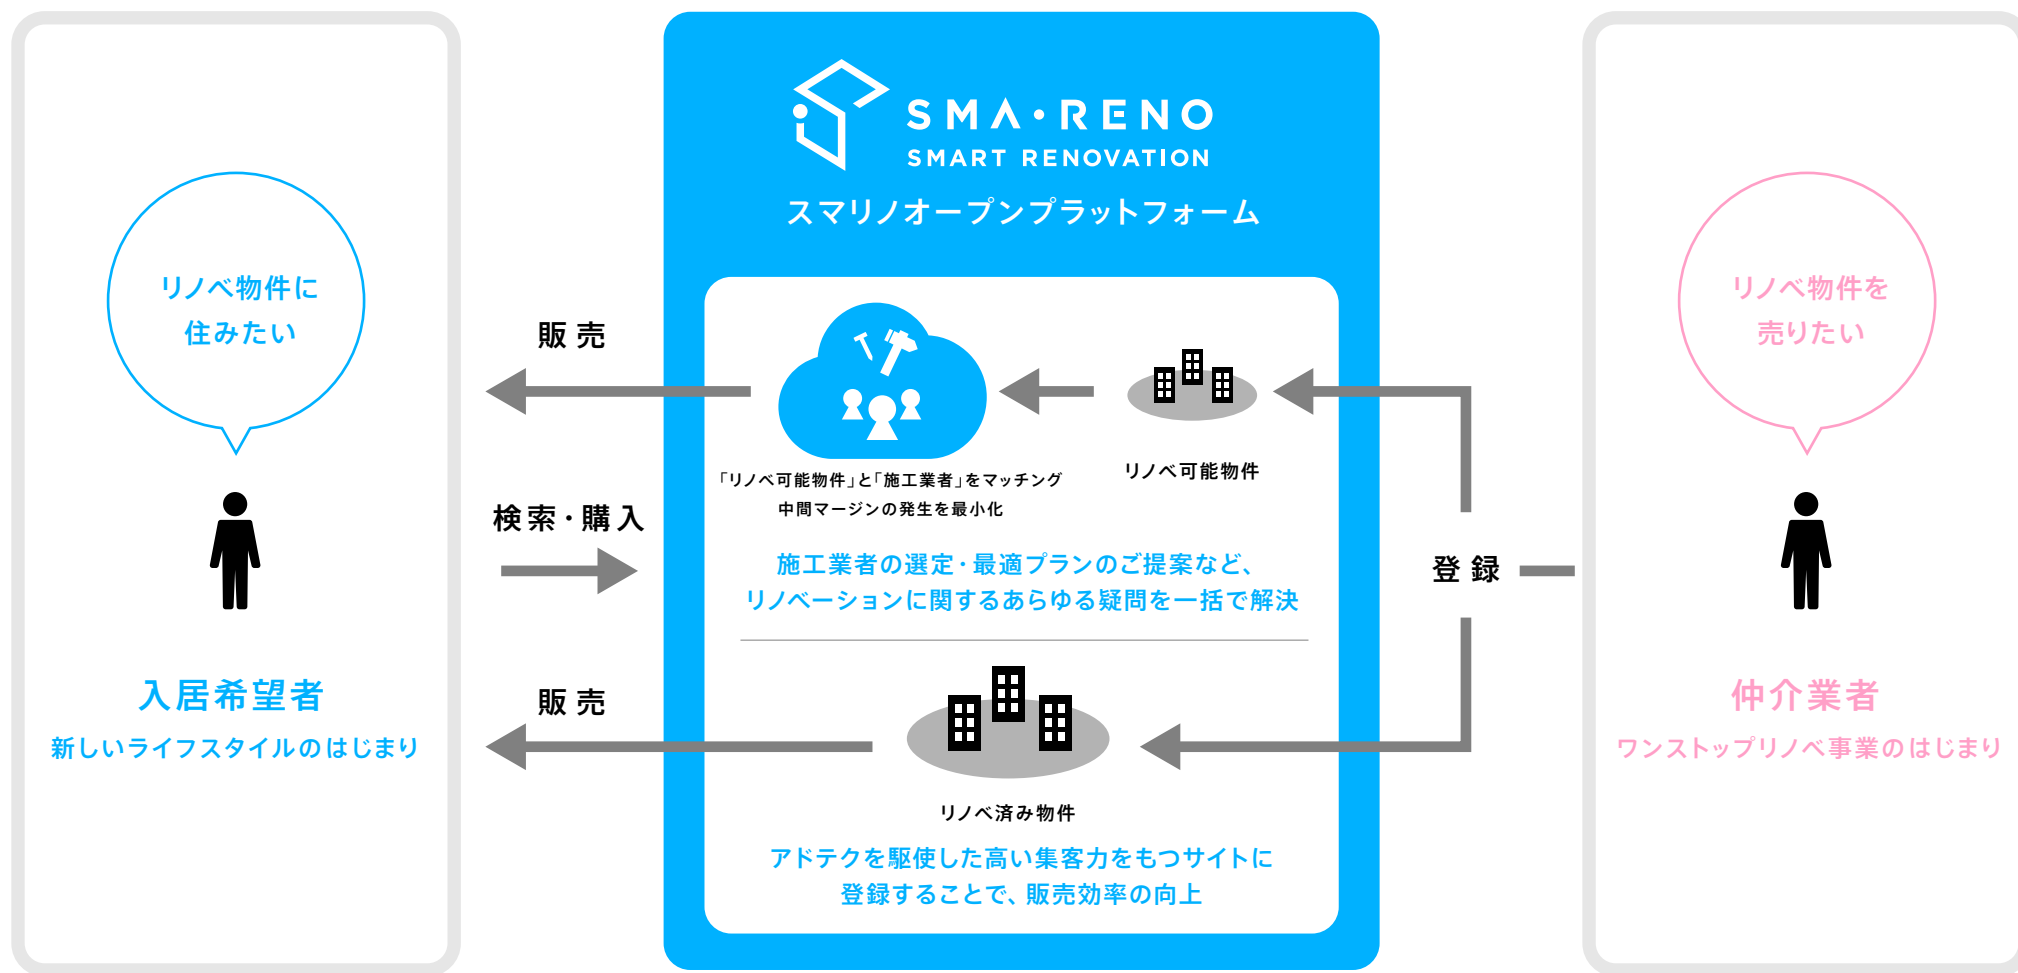 リノベ物件に
住みたい
入居希望者
新しいライフスタイルのはじまり
販売
検索・購入
販売
SMA・RENO
SMART RENOVATION
スマリノオープンプラットフォーム
「リノベ可能物件」と「施工業者」をマッチング
中間マージンの発生を最小化
リノベ可能物件
施工業者の選定・最適プランのご提案など、
リノベーションに関するあらゆる疑問を一括で解決
リノベ済み物件
アドテクを駆使した高い集客力をもつサイトに
登録することで、販売効率の向上
登録
リノベ物件を
売りたい
仲介業者
ワンストップリノベ事業のはじまり